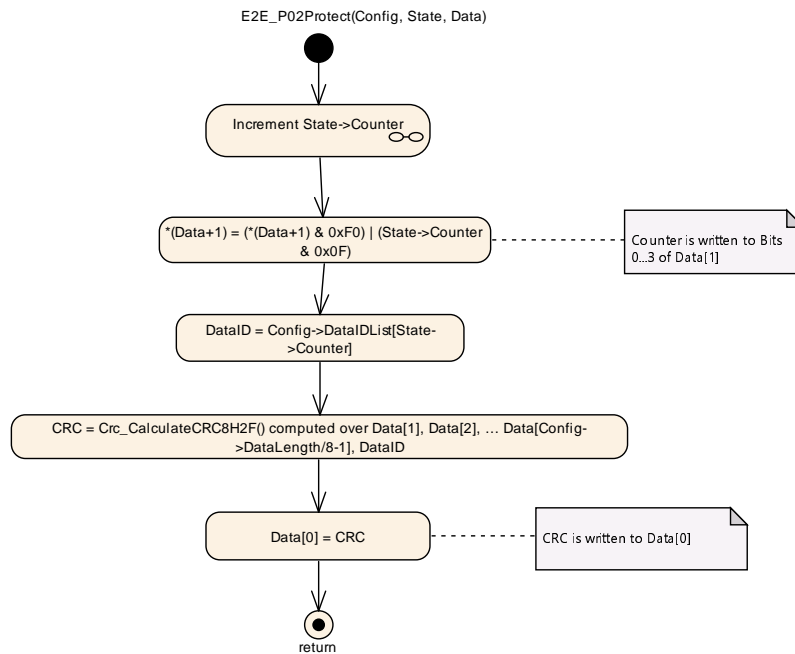 E2E_P02Protect(Config, State, Data)
Increment State->Counter
*(Data+1) = (*(Data+1) & 0xF0) | (State->Counter
& 0x0F)
Counter is written to Bits
0...3 of Data[1]
DataID = Config->DataIDList[State-
>Counter]
CRC = Crc_CalculateCRC8H2F() computed over Data[1], Data[2], … Data[Config-
>DataLength/8-1], DataID
Data[0] = CRC
CRC is written to Data[0]
return